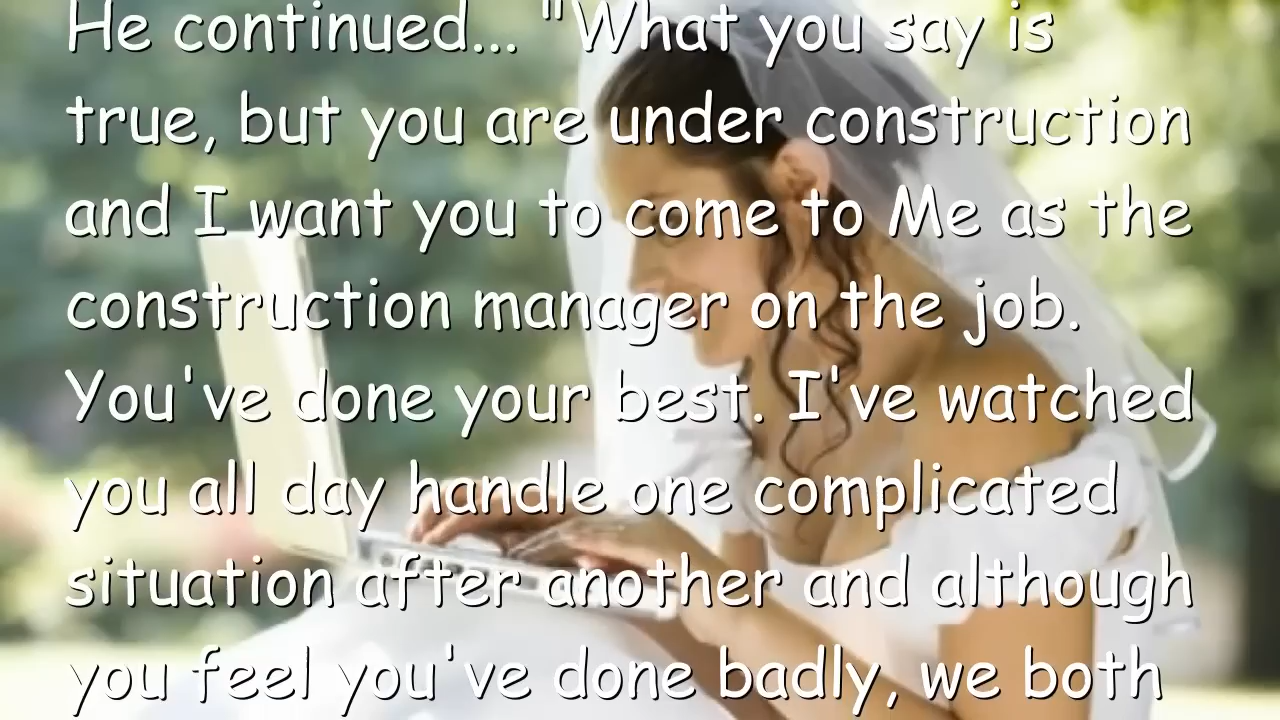 He continued... "What you say is
true, but you are under construction
and I want you to come to Me as the
construction manager on the job.
You've done your best. I've watched
you all day handle one complicated
situation after another and although
you feel you've done badly, we both